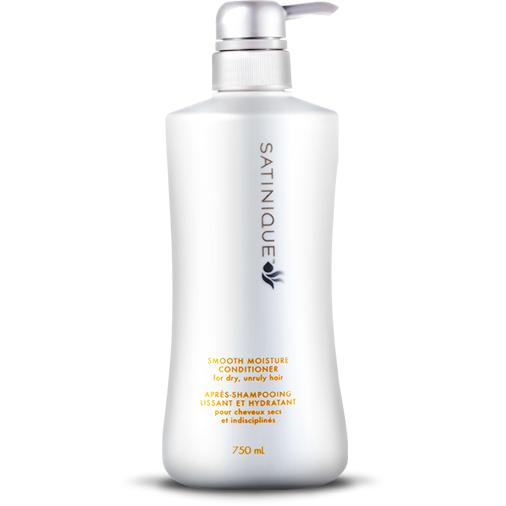 SATINIQUE™
SMOOTH MOISTURE
CONDITIONER
for dry, unruly hair
APRÈS-SHAMPOOING
LISSANT ET HYDRATANT
pour cheveux secs
et indisciplinés
750 mL